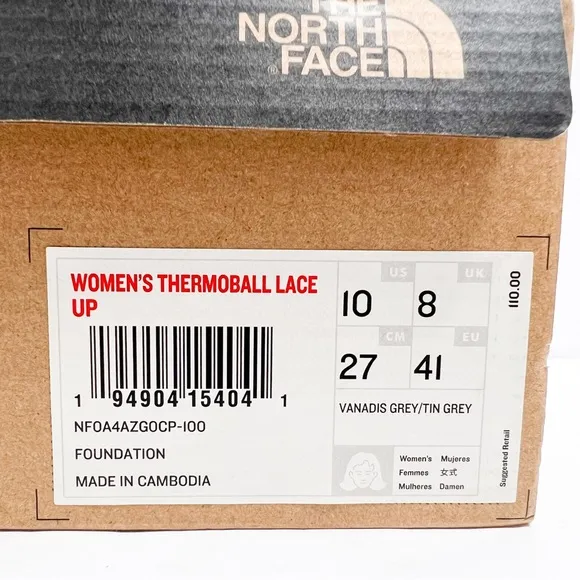 THE
NORTH
FACE
WOMEN'S THERMOBALL LACE
UP
1 94904 15404 1
NF0A4AZG0CP-100
FOUNDATION
MADE IN CAMBODIA
US
10
UK
8
CM
27
EU
41
VANADIS GREY/TIN GREY
Women's Mujeres
Femmes 女式
Mulheres Damen
110.00
Suggested Retail